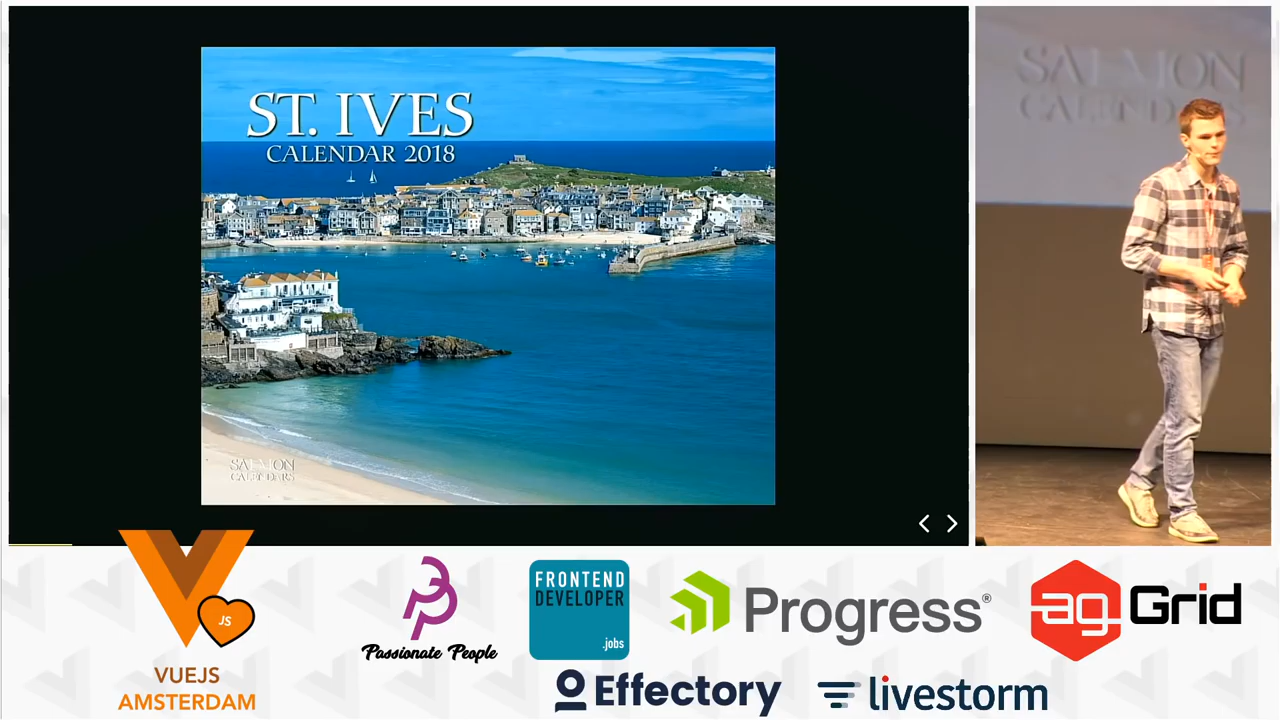 ST. IVES
CALENDAR 2018
SALMON
CALENDARS
SALMON
CALENDARS
JS
VUEJS
AMSTERDAM
Passionate People
FRONTEND
DEVELOPER
.jobs
Progress®
ag Grid
Effectory
livestorm